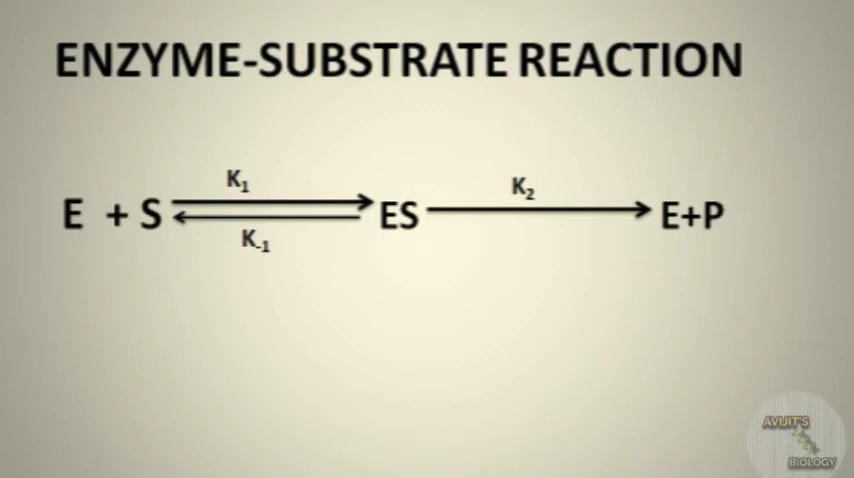 ENZYME-SUBSTRATE REACTION
K₁
K₂
E + S ES E+P
K₋₁
AVIJIT'S
BIOLOGY